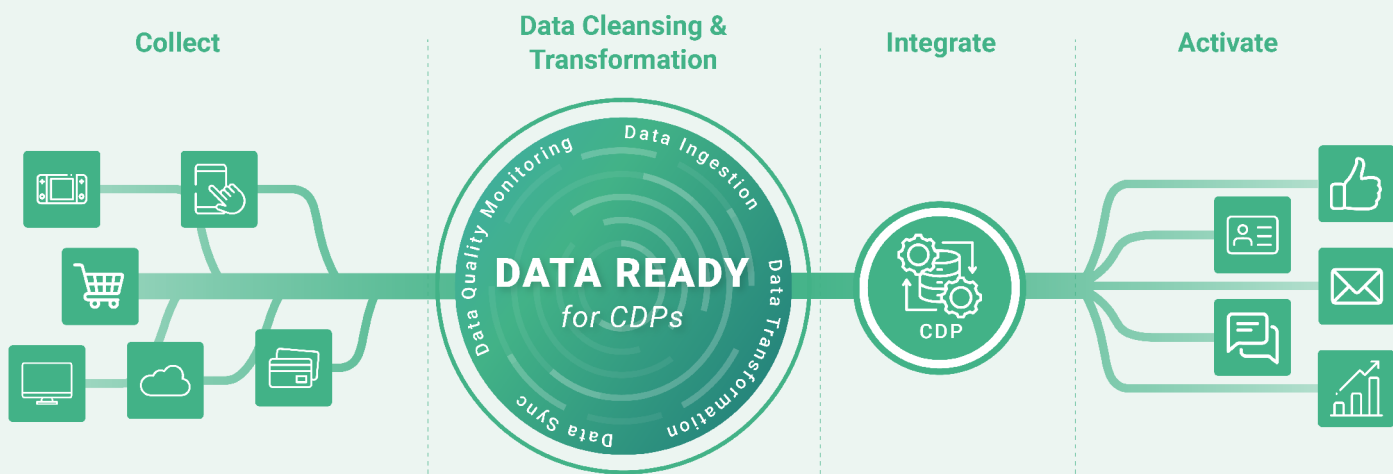 Collect
Data Cleansing &
Transformation
Integrate
Activate
Data Quality Monitoring
Data Ingestion
Data Transformation
Data Sync
DATA READY
for CDPs
CDP